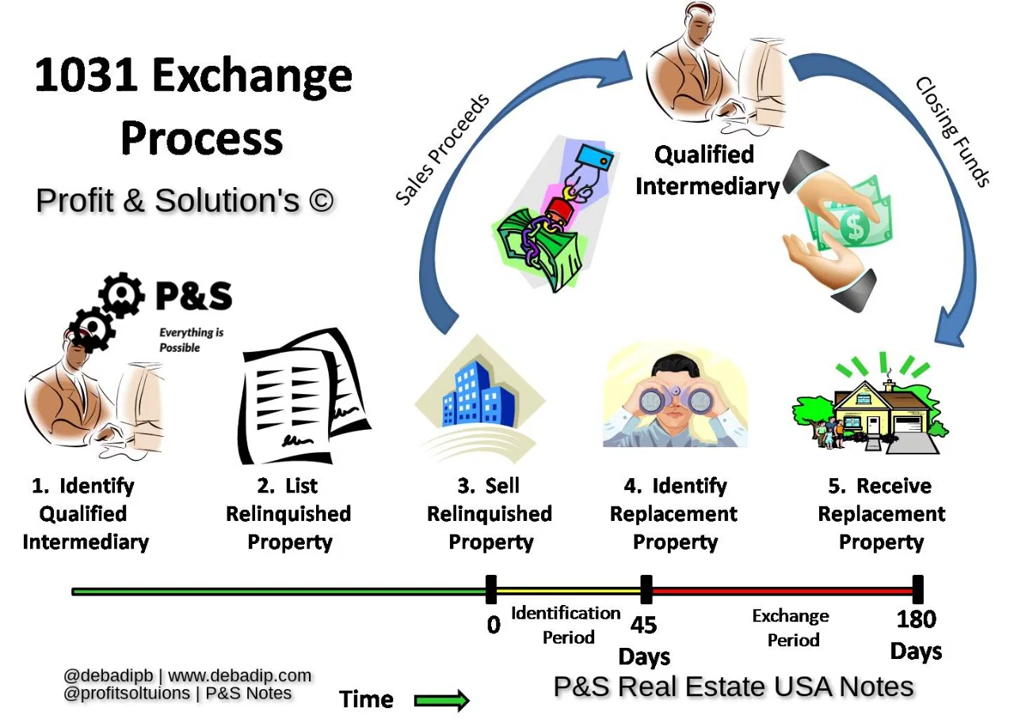 1031 Exchange
Process
Profit & Solution's ©
Sales Proceeds
Closing Funds
Qualified
Intermediary
P&S
Everything is
Possible
1. Identify
Qualified
Intermediary
2. List
Relinquished
Property
3. Sell
Relinquished
Property
4. Identify
Replacement
Property
5. Receive
Replacement
Property
0
Identification
Period
45
Days
Exchange
Period
180
Days
@debadipb | www.debadip.com
@profitsoltuions | P&S Notes
Time
P&S Real Estate USA Notes